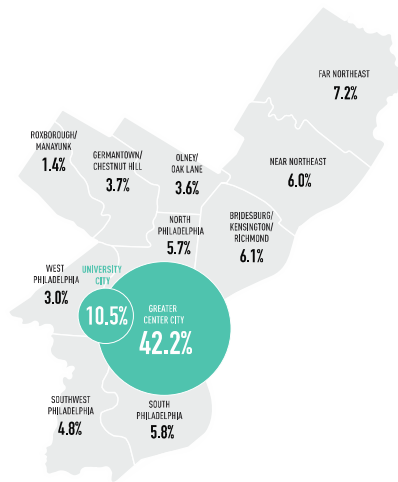 FAR NORTHEAST
7.2%
ROXBOROUGH/
MANAYUNK
1.4%
GERMANTOWN/
CHESTNUT HILL
3.7%
OLNEY/
OAK LANE
3.6%
NEAR NORTHEAST
6.0%
NORTH
PHILADELPHIA
5.7%
BRIDESBURG/
KENSINGTON/
RICHMOND
6.1%
WEST
PHILADELPHIA
3.0%
UNIVERSITY
CITY
10.5%
GREATER
CENTER CITY
42.2%
SOUTHWEST
PHILADELPHIA
4.8%
SOUTH
PHILADELPHIA
5.8%